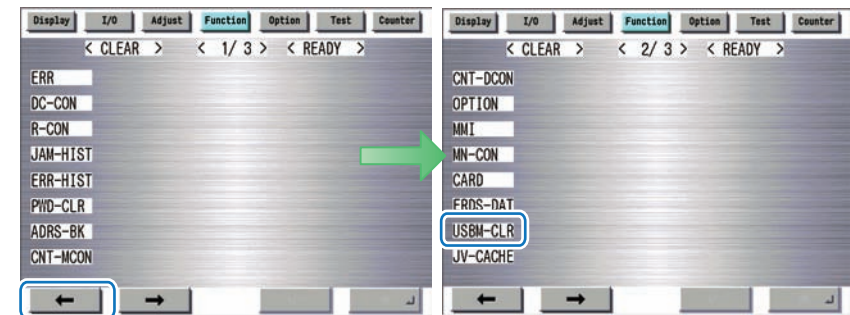 Display I/O Adjust Function Option Test Counter
< CLEAR > < 1/ 3 > < READY >
ERR
DC-CON
R-CON
JAM-HIST
ERR-HIST
PWD-CLR
ADRS-BK
CNT-MCON
Display I/O Adjust Function Option Test Counter
< CLEAR > < 2/ 3 > < READY >
CNT-DCON
OPTION
MMI
MN-CON
CARD
ERDS-DAT
USBM-CLR
JV-CACHE